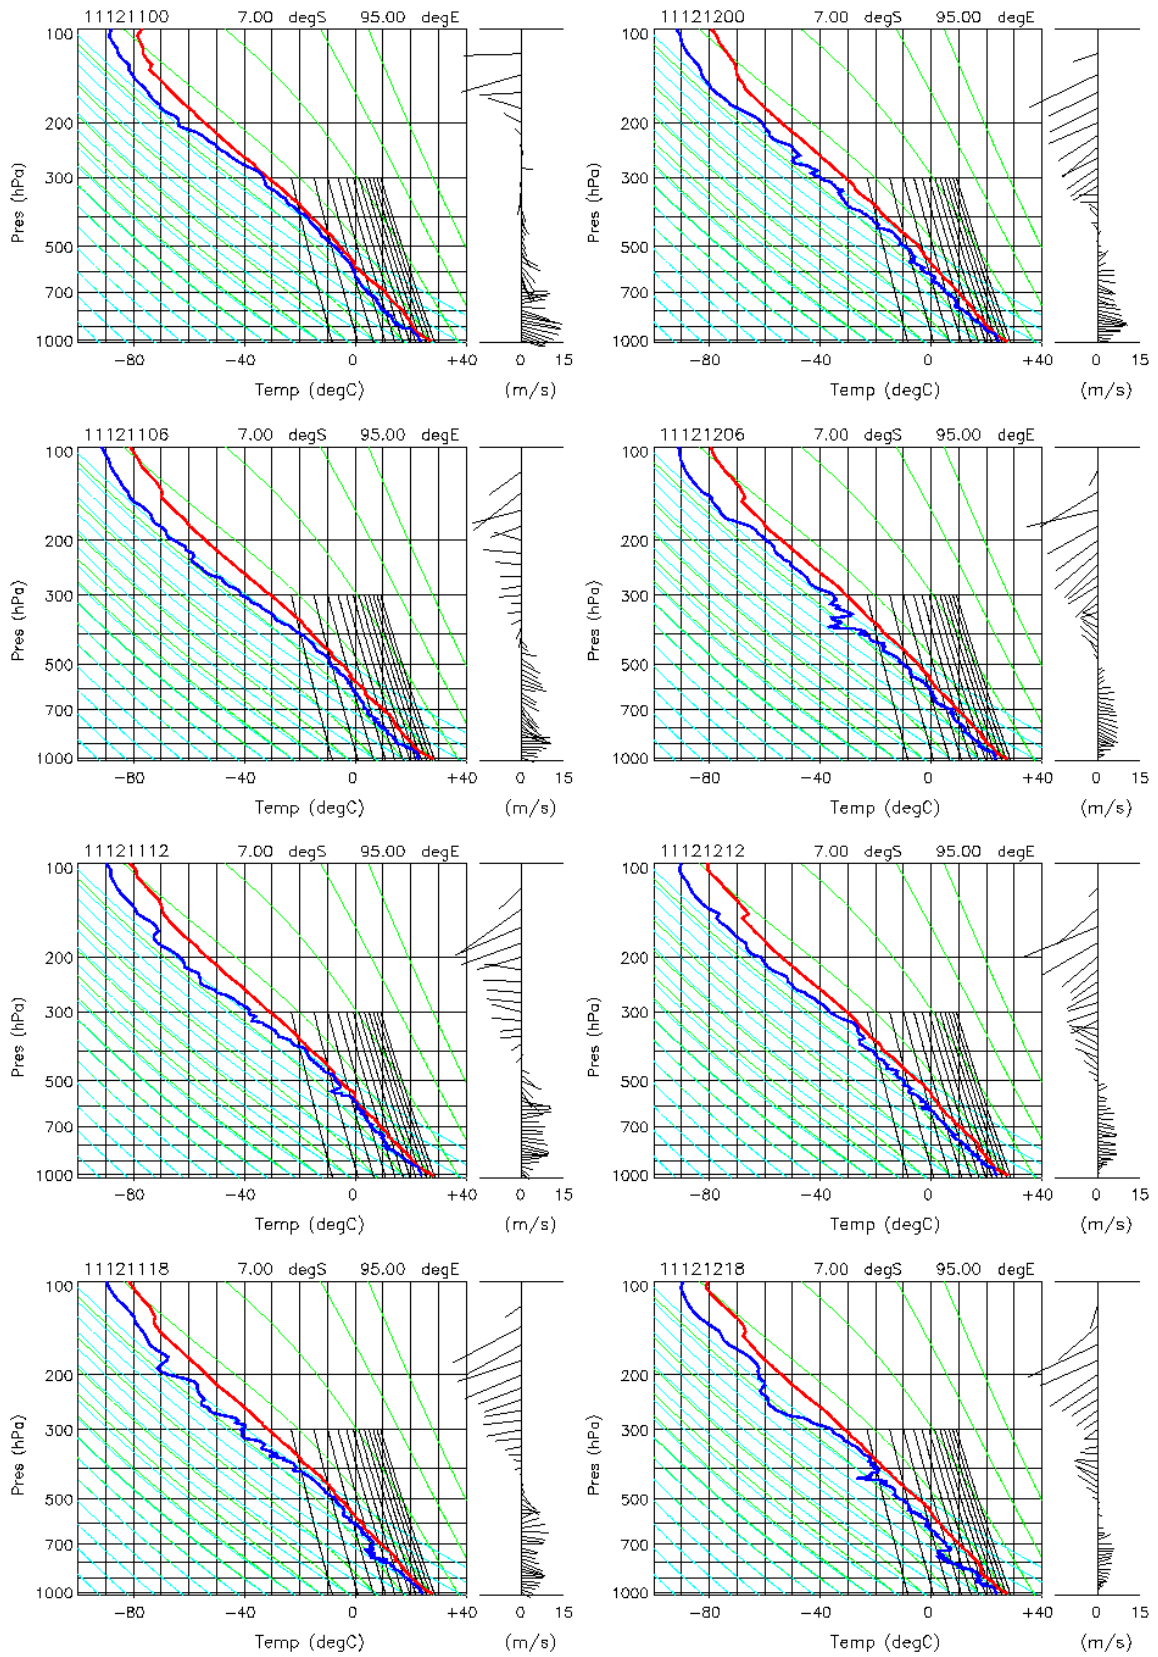 11121100 7.00 degS 95.00 degE
100
200
300
500
700
1000
Pres (hPa)
-80 -40 0 +40 0 15
Temp (degC) (m/s)
11121200 7.00 degS 95.00 degE
100
200
300
500
700
1000
Pres (hPa)
-80 -40 0 +40 0 15
Temp (degC) (m/s)
11121106 7.00 degS 95.00 degE
100
200
300
500
700
1000
Pres (hPa)
-80 -40 0 +40 0 15
Temp (degC) (m/s)
11121206 7.00 degS 95.00 degE
100
200
300
500
700
1000
Pres (hPa)
-80 -40 0 +40 0 15
Temp (degC) (m/s)
11121112 7.00 degS 95.00 degE
100
200
300
500
700
1000
Pres (hPa)
-80 -40 0 +40 0 15
Temp (degC) (m/s)
11121212 7.00 degS 95.00 degE
100
200
300
500
700
1000
Pres (hPa)
-80 -40 0 +40 0 15
Temp (degC) (m/s)
11121118 7.00 degS 95.00 degE
100
200
300
500
700
1000
Pres (hPa)
-80 -40 0 +40 0 15
Temp (degC) (m/s)
11121218 7.00 degS 95.00 degE
100
200
300
500
700
1000
Pres (hPa)
-80 -40 0 +40 0 15
Temp (degC) (m/s)